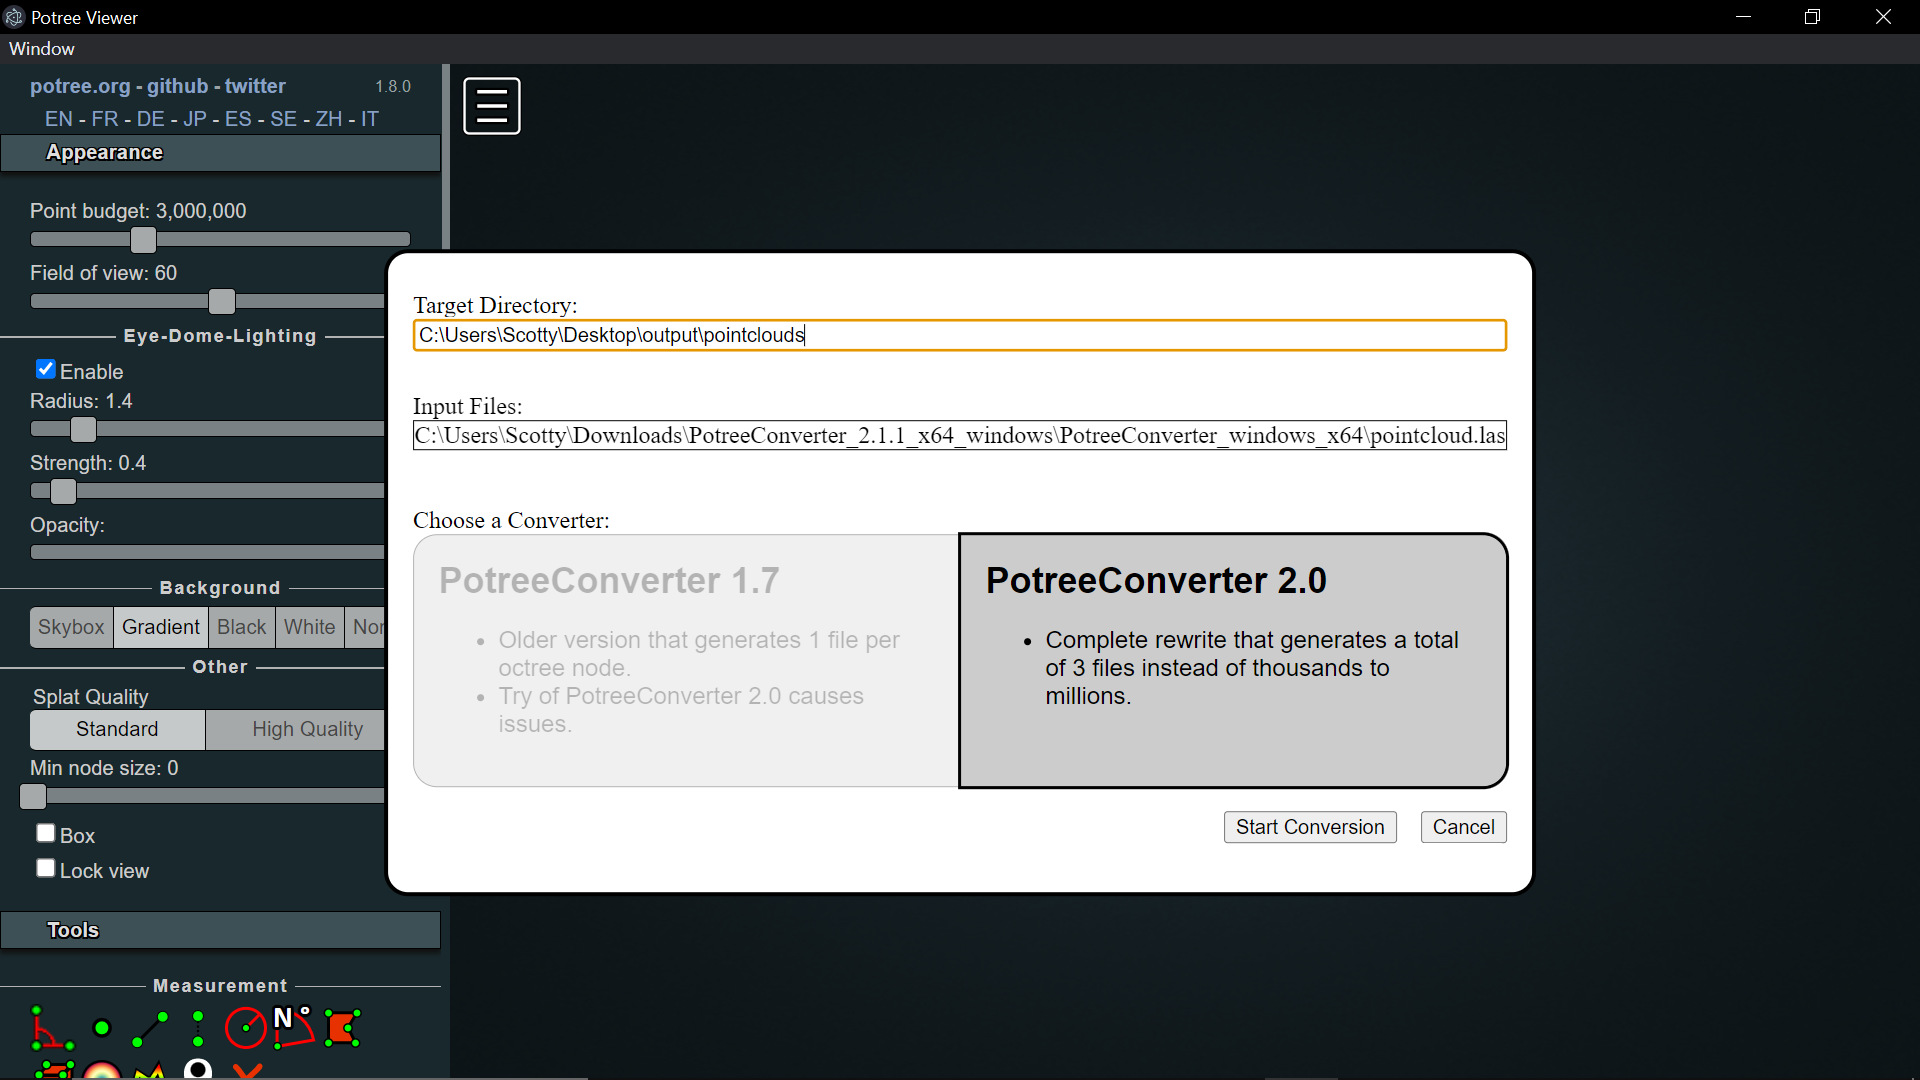 Potree Viewer
Window
potree.org - github - twitter 1.8.0
EN - FR - DE - JP - ES - SE - ZH - IT
Appearance
Point budget: 3,000,000
Field of view: 60
Eye-Dome-Lighting
Enable
Radius: 1.4
Strength: 0.4
Opacity:
Background
Skybox Gradient Black White
Other
Splat Quality
Standard High Quality
Min node size: 0
Box
Lock view
Tools
Measurement
N°
Target Directory:
C:\Users\Scotty\Desktop\output\pointclouds
Input Files:
C:\Users\Scotty\Downloads\PotreeConverter_2.1.1_x64_windows\PotreeConverter_windows_x64\pointcloud.las
Choose a Converter:
PotreeConverter 1.7
• Older version that generates 1 file per
octree node.
• Try of PotreeConverter 2.0 causes
issues.
PotreeConverter 2.0
• Complete rewrite that generates a total
of 3 files instead of thousands to
millions.
Start Conversion Cancel